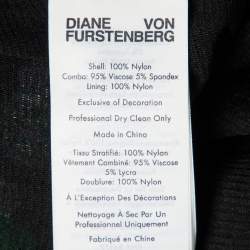 DIANE VON
FURSTENBERG
Shell: 100% Nylon
Combo: 95% Viscose 5% Spandex
Lining: 100% Nylon
Exclusive of Decoration
Professional Dry Clean Only
Made in China
Tissu Stratifié: 100% Nylon
Vêtement Combiné: 95% Viscose
5% Lycra
Doublure: 100% Nylon
À L'Exception Des Décorations
Nettoyage À Sec Par Un
Professionnel Uniquement
Fabriqué en Chine